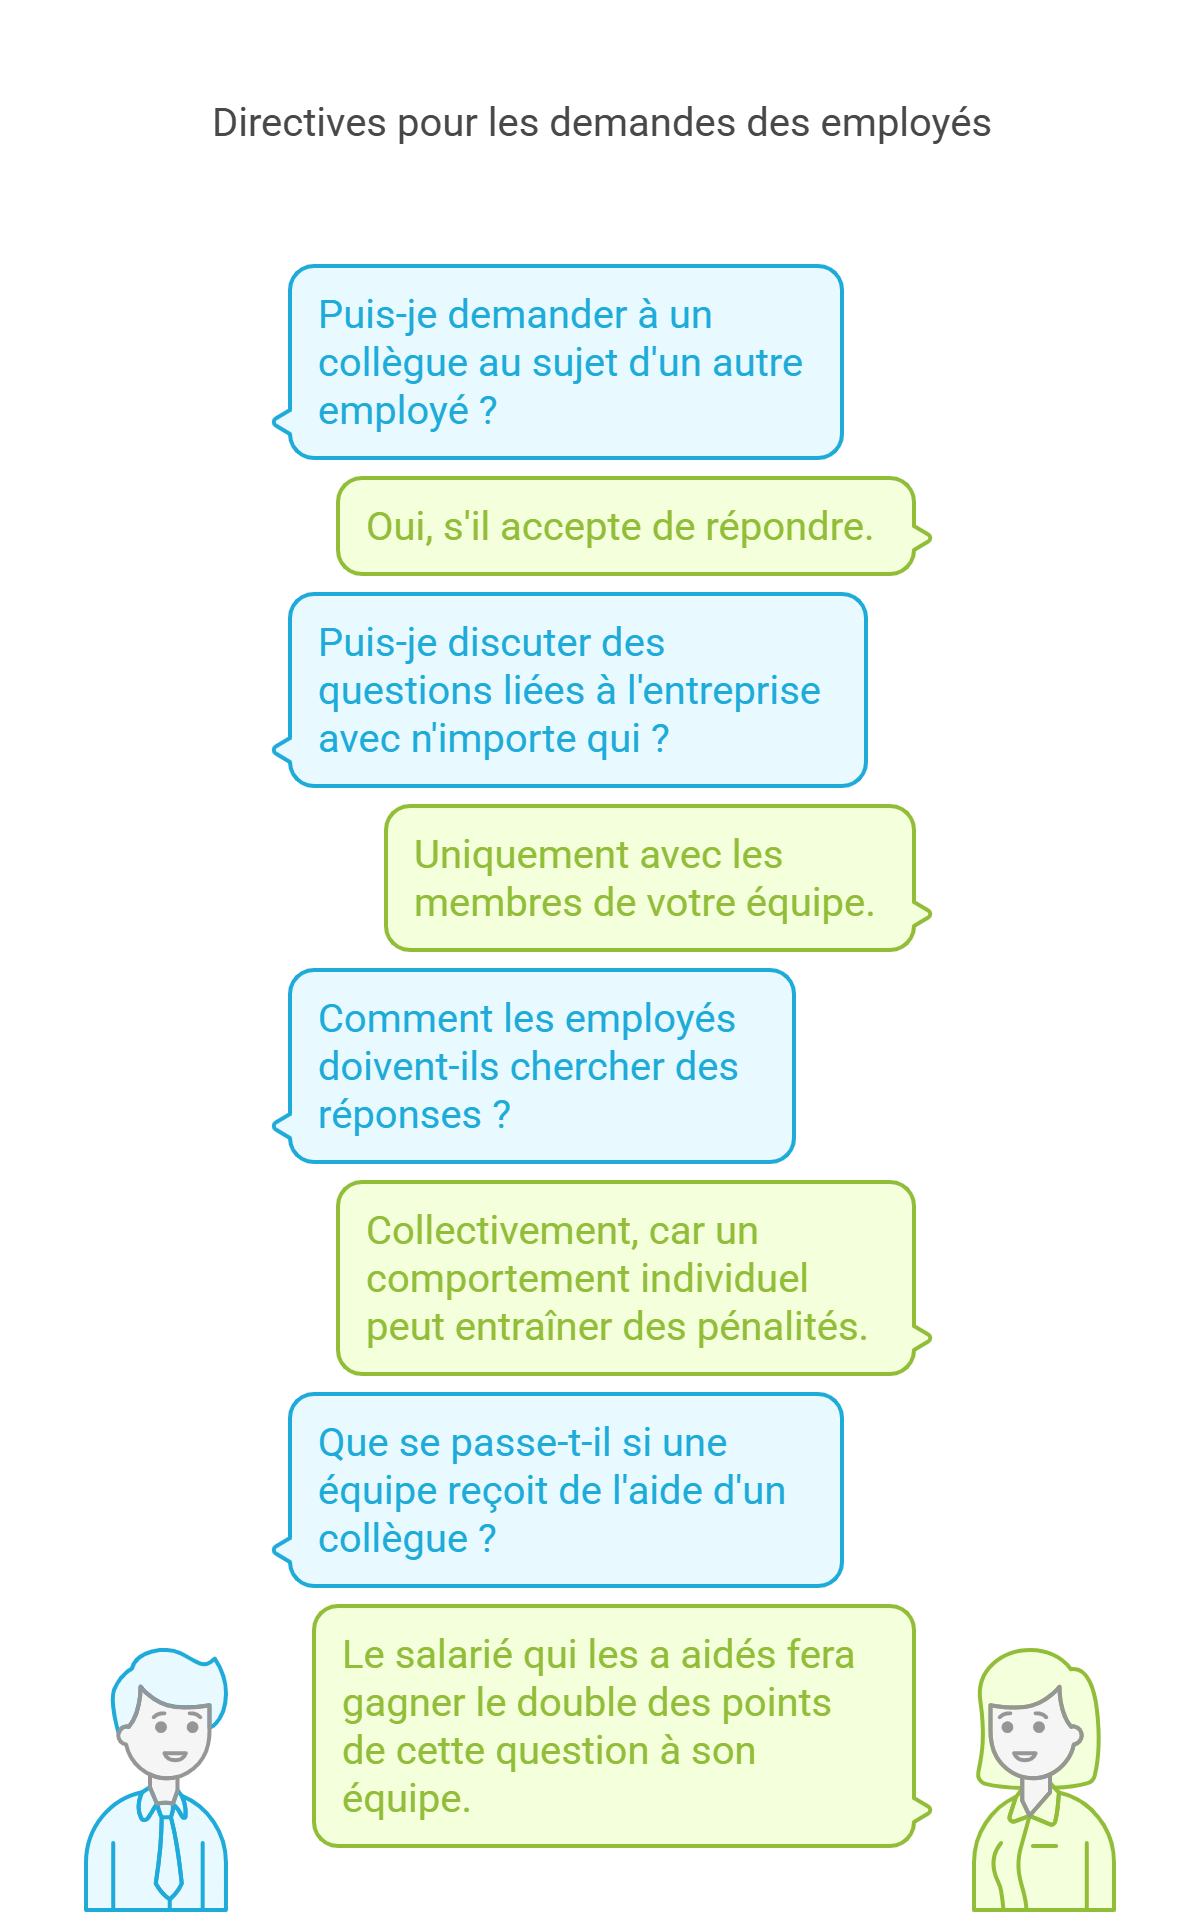 Directives pour les demandes des employés
Puis-je demander à un
collègue au sujet d'un autre
employé ?
Oui, s'il accepte de répondre.
Puis-je discuter des
questions liées à l'entreprise
avec n'importe qui ?
Uniquement avec les
membres de votre équipe.
Comment les employés
doivent-ils chercher des
réponses ?
Collectivement, car un
comportement individuel
peut entraîner des pénalités.
Que se passe-t-il si une
équipe reçoit de l'aide d'un
collègue ?
Le salarié qui les a aidés fera
gagner le double des points
de cette question à son
équipe.